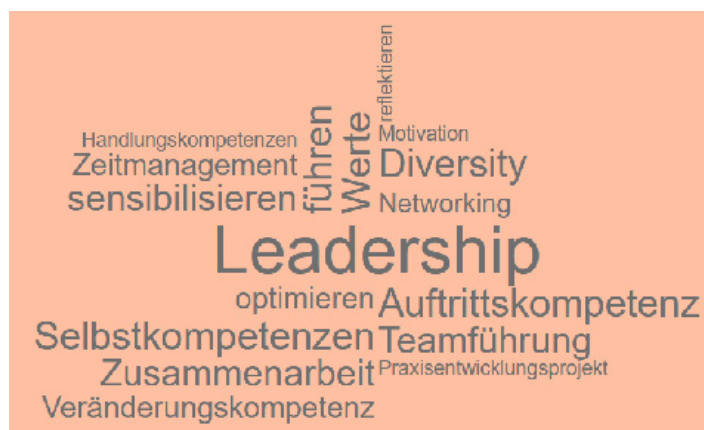 reflektieren
führen
Werte
Handlungskompetenzen
Motivation
Zeitmanagement
Diversity
sensibilisieren
Networking
Leadership
optimieren
Auftrittskompetenz
Selbstkompetenzen
Teamführung
Zusammenarbeit
Praxisentwicklungsprojekt
Veränderungskompetenz